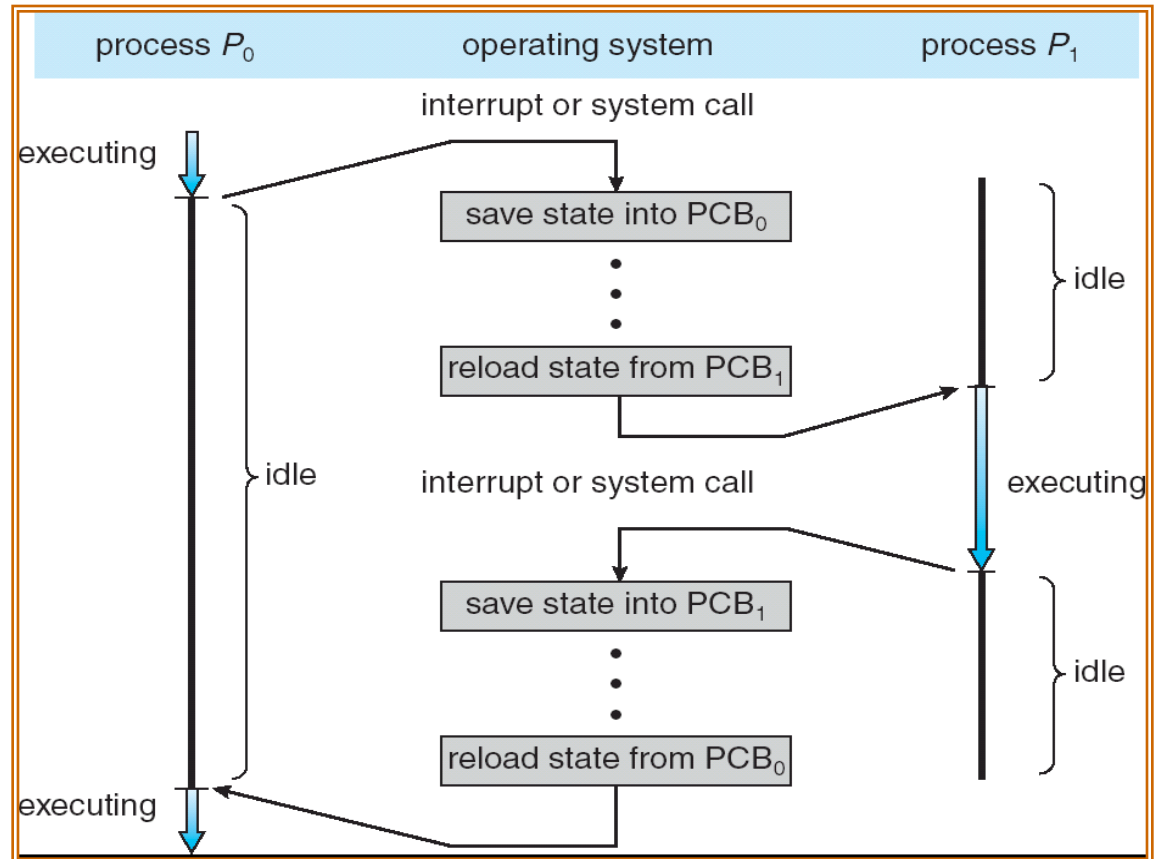 process P₀ operating system process P₁
interrupt or system call
executing
save state into PCB₀
idle
reload state from PCB₁
idle
interrupt or system call
executing
save state into PCB₁
idle
reload state from PCB₀
executing